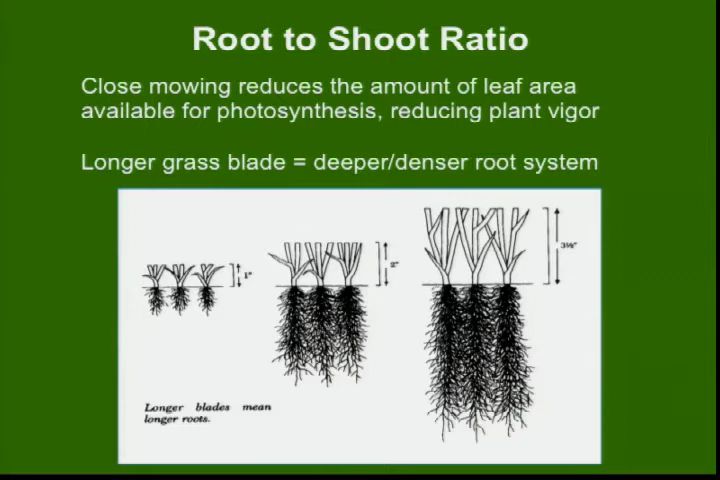 Root to Shoot Ratio
Close mowing reduces the amount of leaf area
available for photosynthesis, reducing plant vigor
Longer grass blade = deeper/denser root system
1"
2"
3½"
Longer blades mean
longer roots.